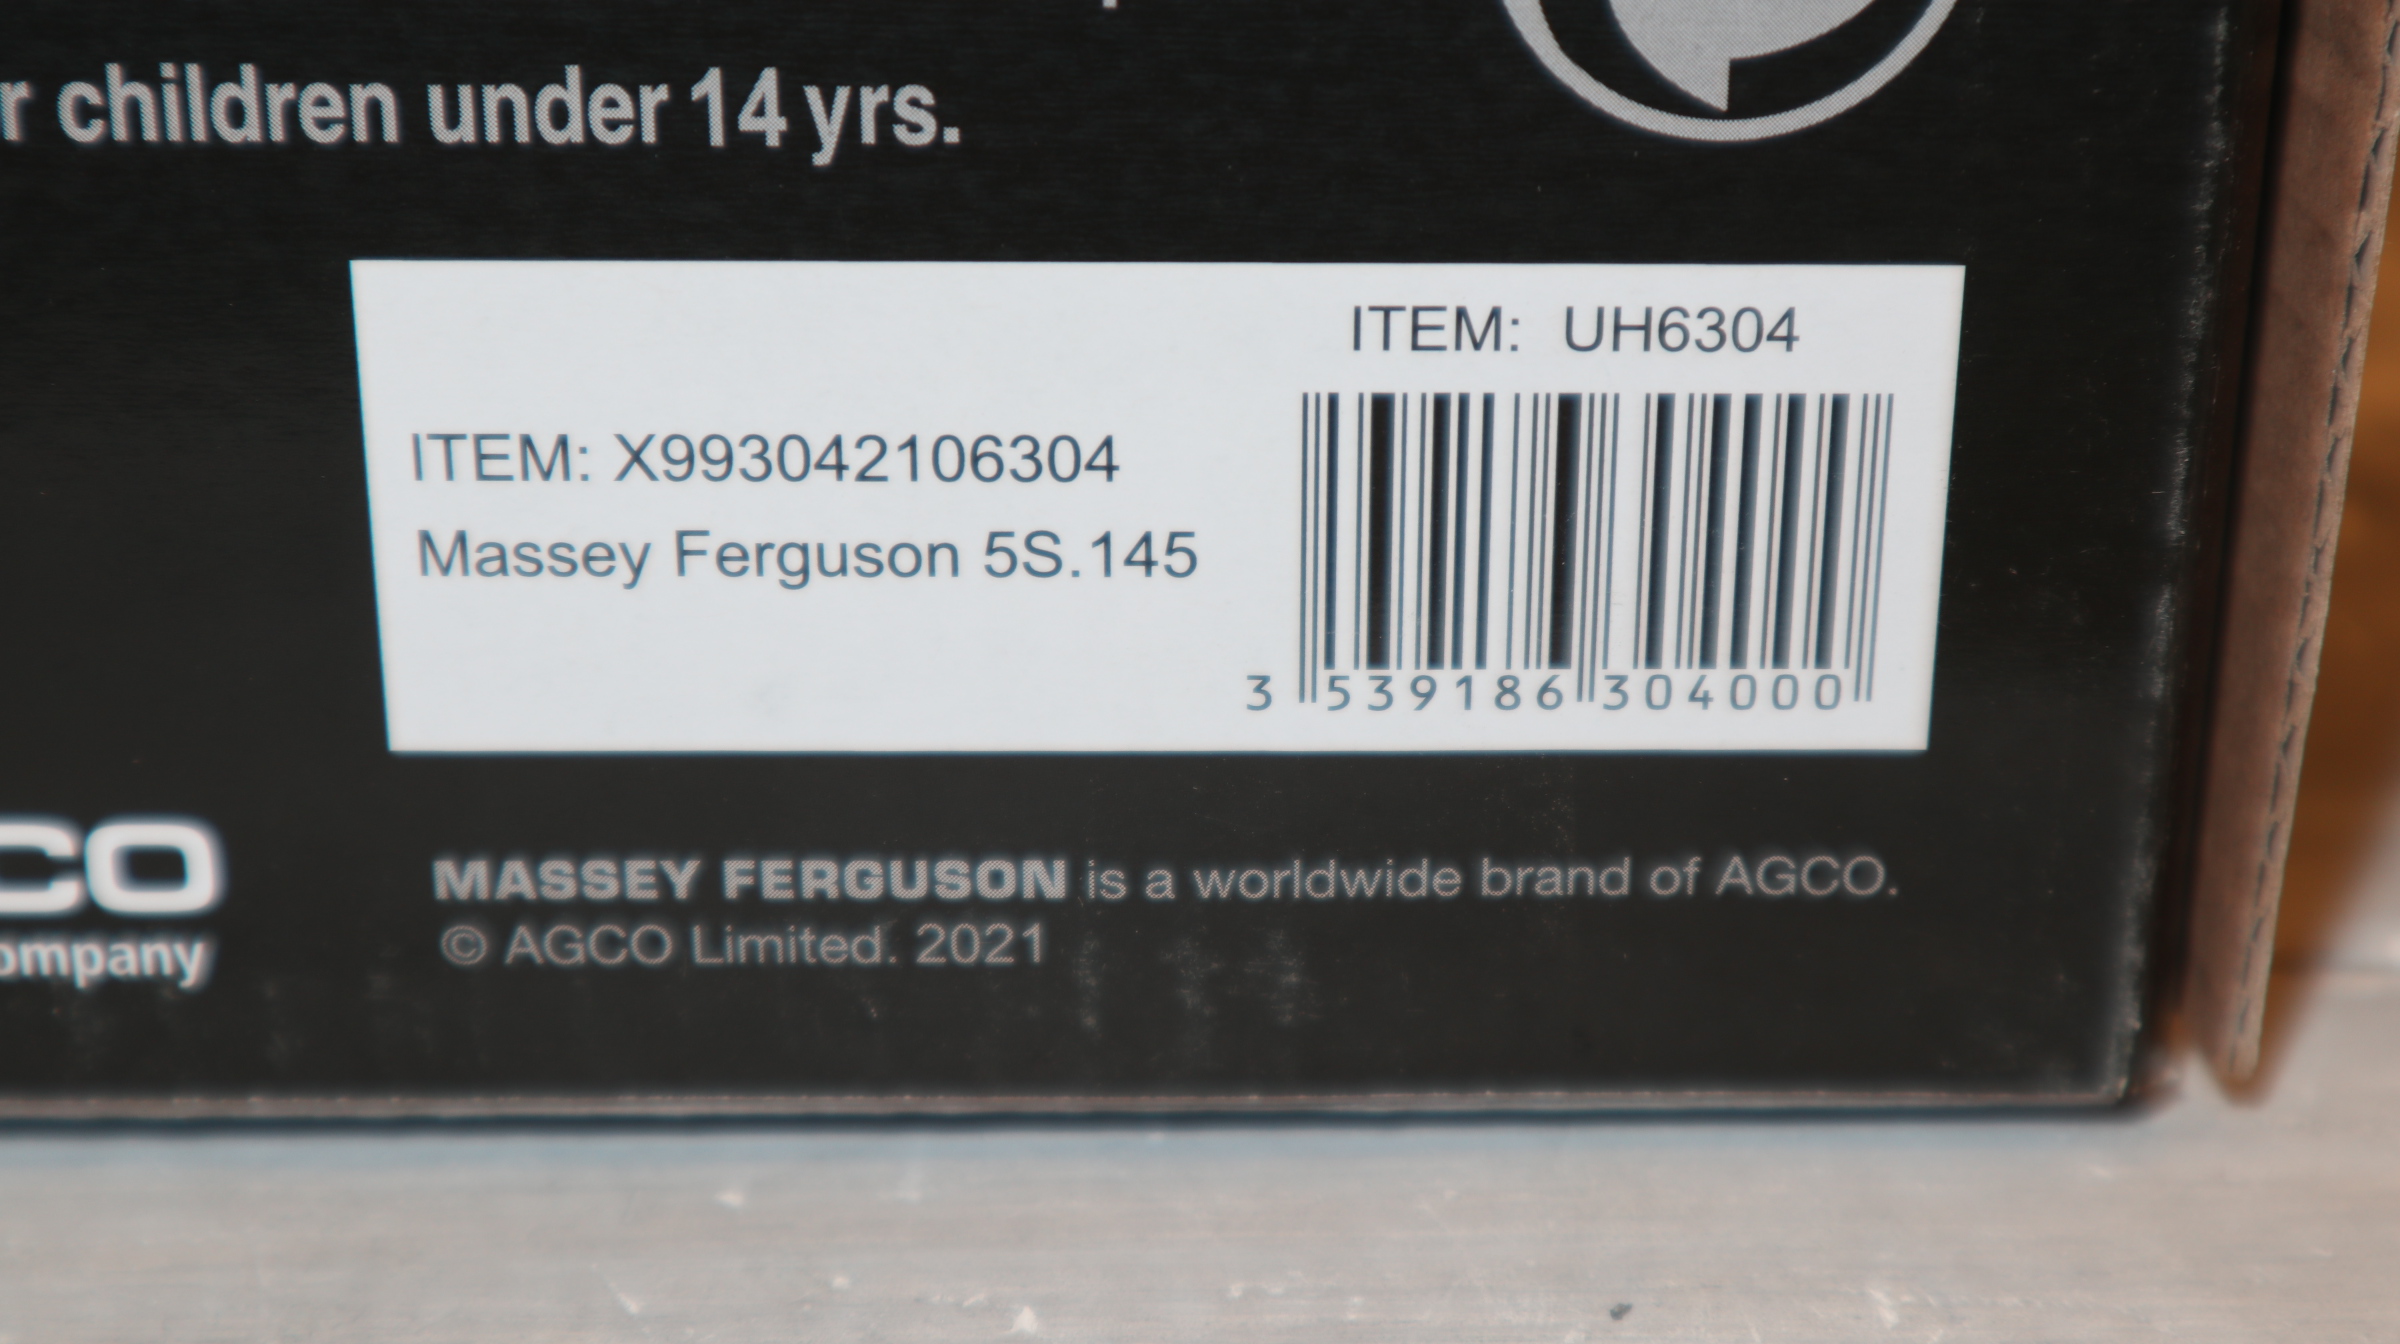 r children under 14 yrs.
ITEM: UH6304
ITEM: X993042106304
Massey Ferguson 5S.145
3 539186 304000
CO
ompany
MASSEY FERGUSON is a worldwide brand of AGCO.
© AGCO Limited. 2021